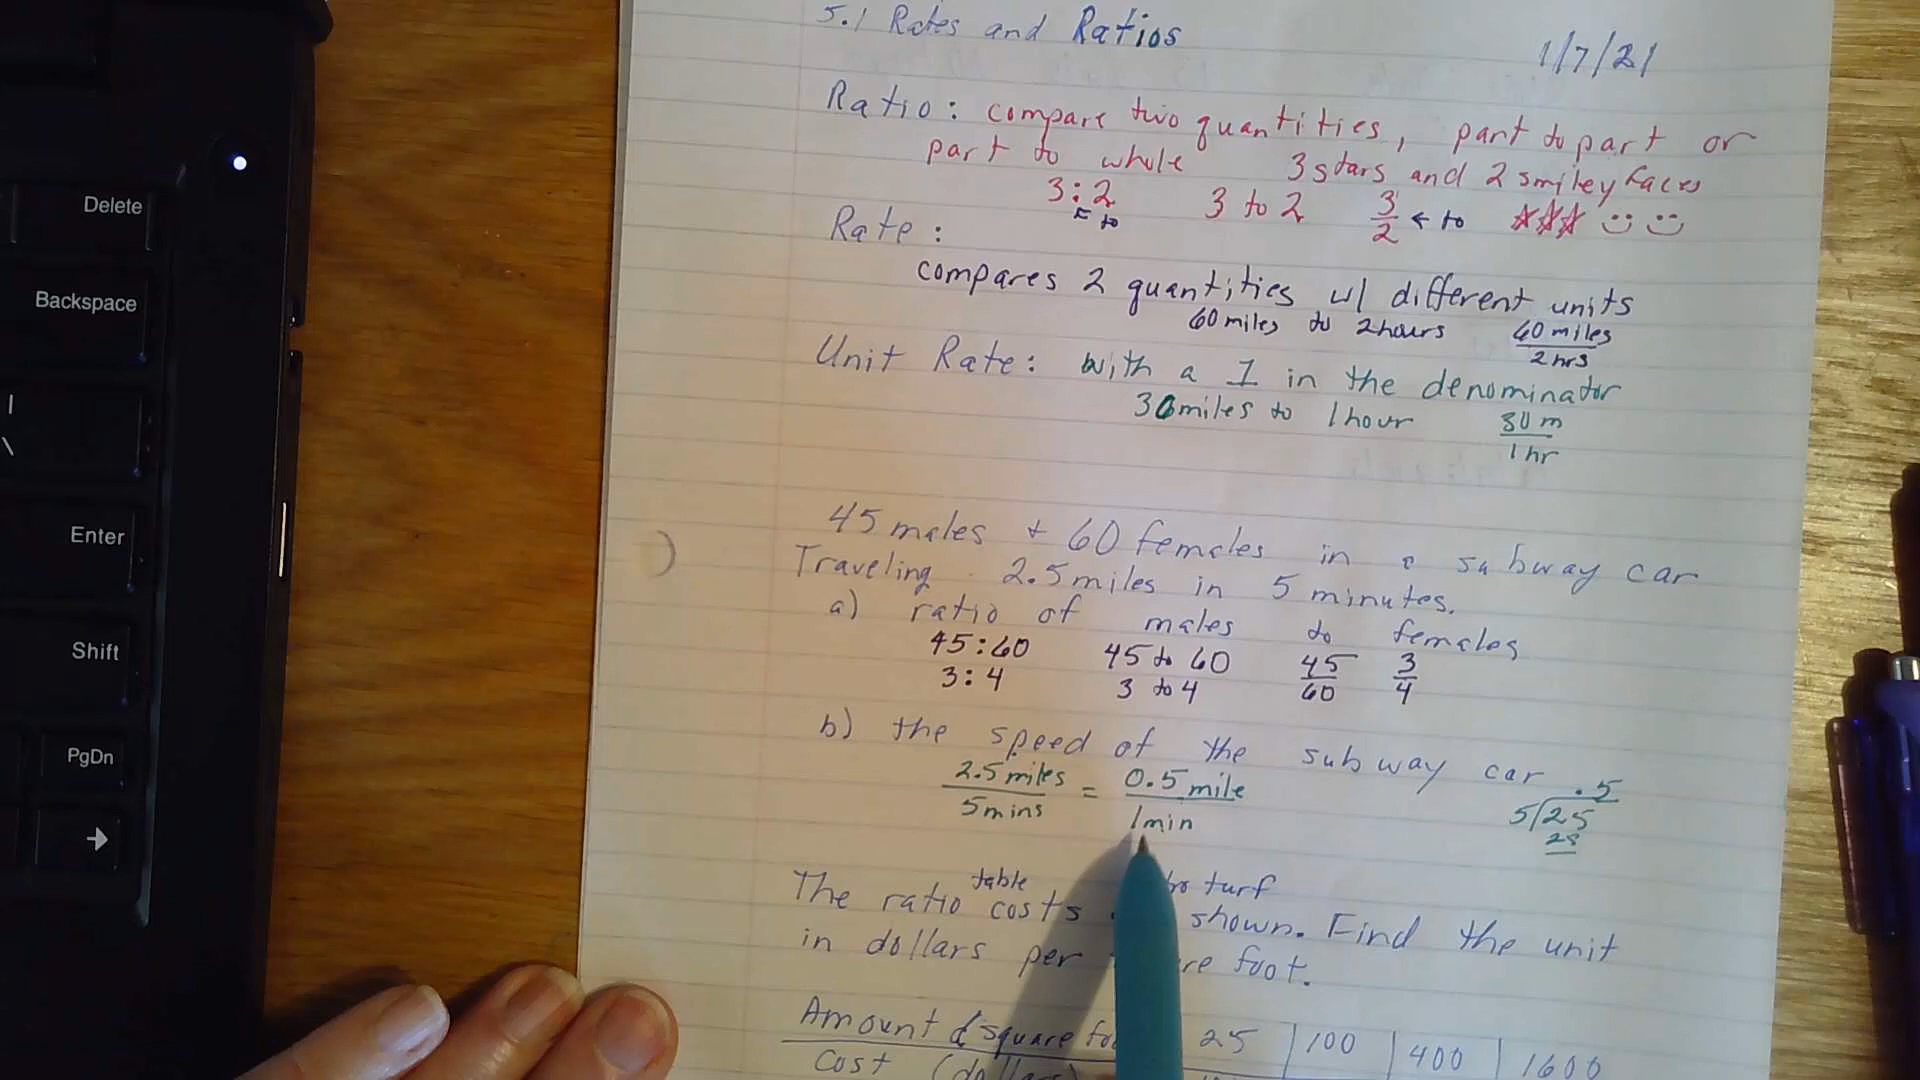 5.1 Rates and Ratios
1/7/21
Ratio: compare two quantities, part to part or
part to whole 3 stars and 2 smiley faces
3:2 3 to 2 3/2 ← to
← to
Rate:
compares 2 quantities w/ different units
60 miles to 2 hours 60 miles/2 hrs
Unit Rate: with a 1 in the denominator
30 miles to 1 hour 30 m/1 hr
45 males + 60 females in a subway car
Traveling 2.5 miles in 5 minutes.
a) ratio of males to females
45:60 45 to 60 45/60 3/4
3:4 3 to 4
b) the speed of the subway car
2.5 miles/5 mins = 0.5 mile/1 min
.5
5 25
25
table turf
The ratio costs shown. Find the unit
in dollars per foot.
Amount (square 25 100 400 1600
Cost
Delete
Backspace
|
\
Enter
Shift
PgDn
→